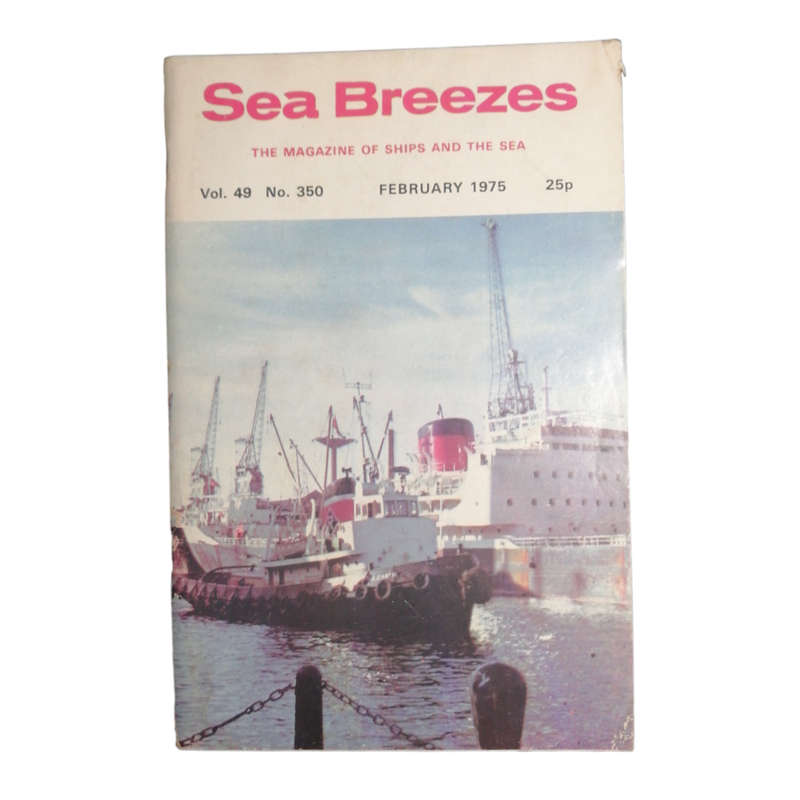 Sea Breezes
THE MAGAZINE OF SHIPS AND THE SEA
Vol. 49 No. 350 FEBRUARY 1975 25p